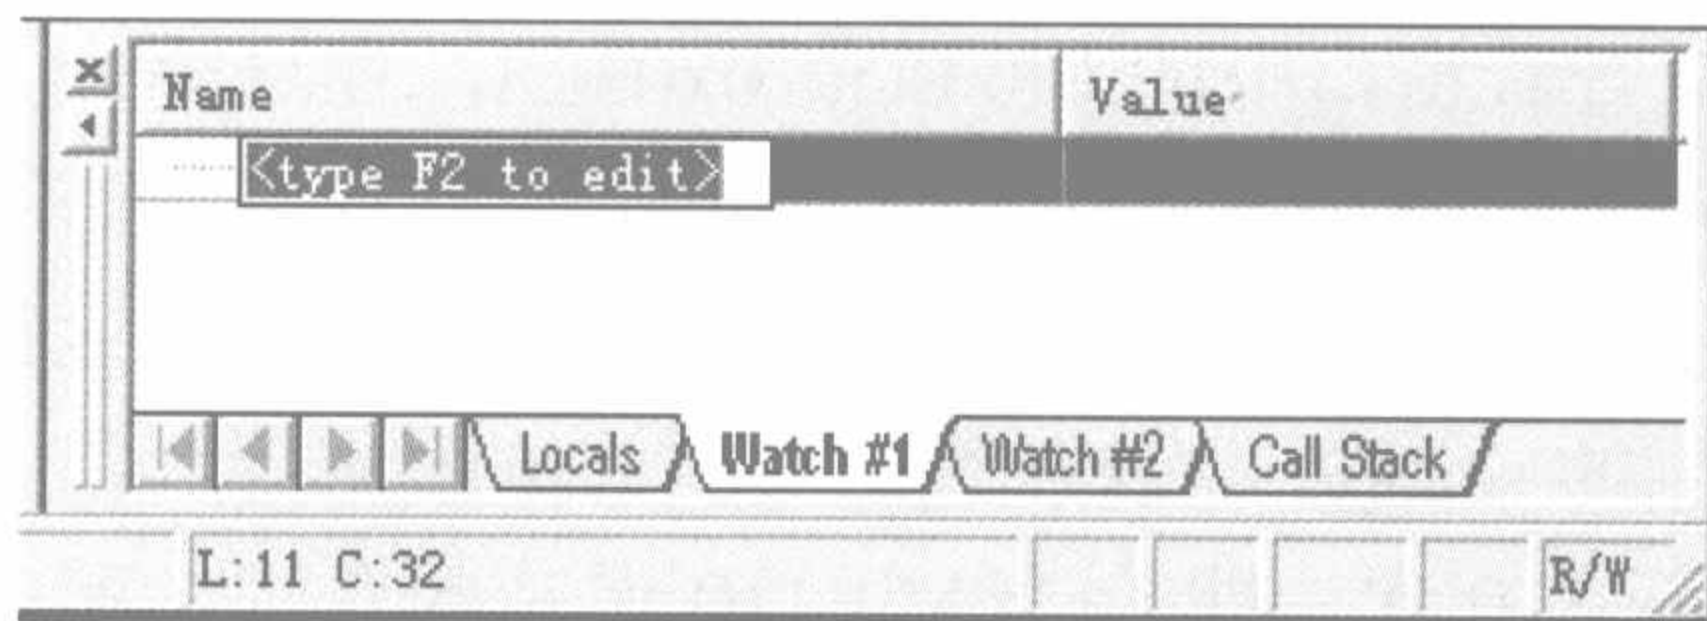 Name Value
<type F2 to edit>
Locals Watch #1 Watch #2 Call Stack
L:11 C:32 R/W